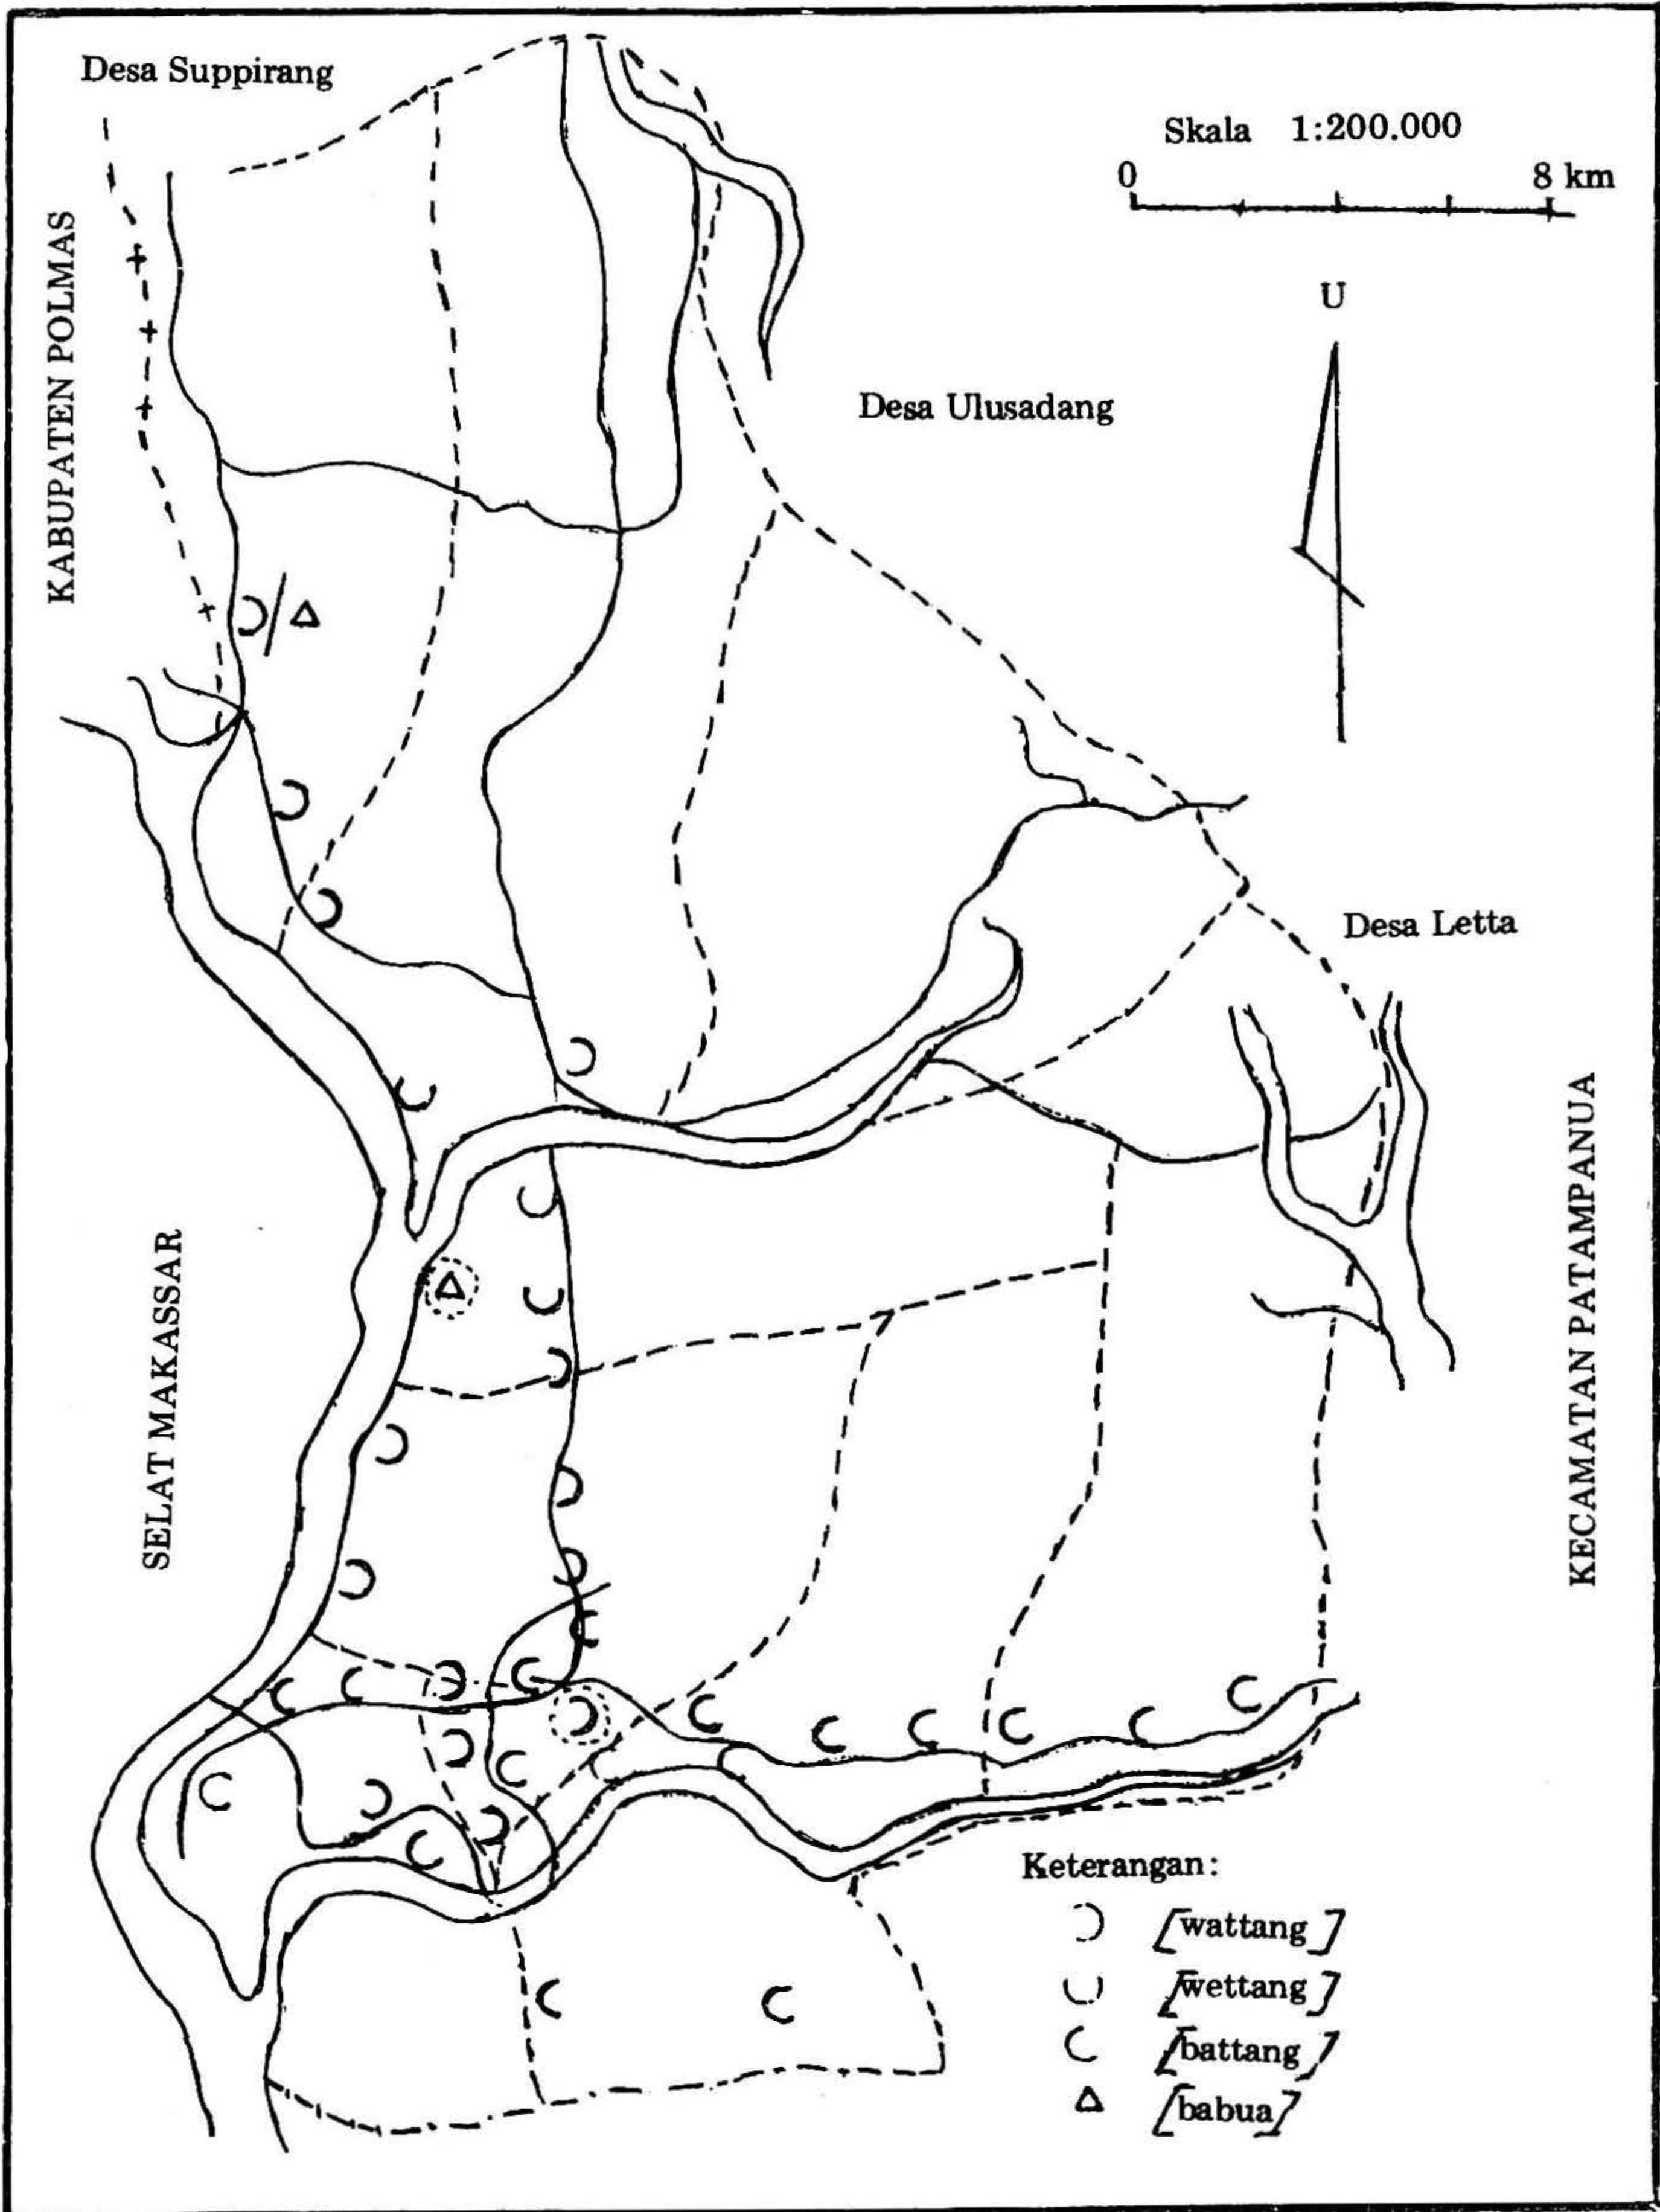 Desa Suppirang
Skala 1:200.000
0 8 km
U
KABUPATEN POLMAS
Desa Ulusadang
Desa Letta
SELAT MAKASSAR
KECAMATAN PATAMPANUA
Keterangan:
[wattang]
[wettang]
[battang]
[babua]